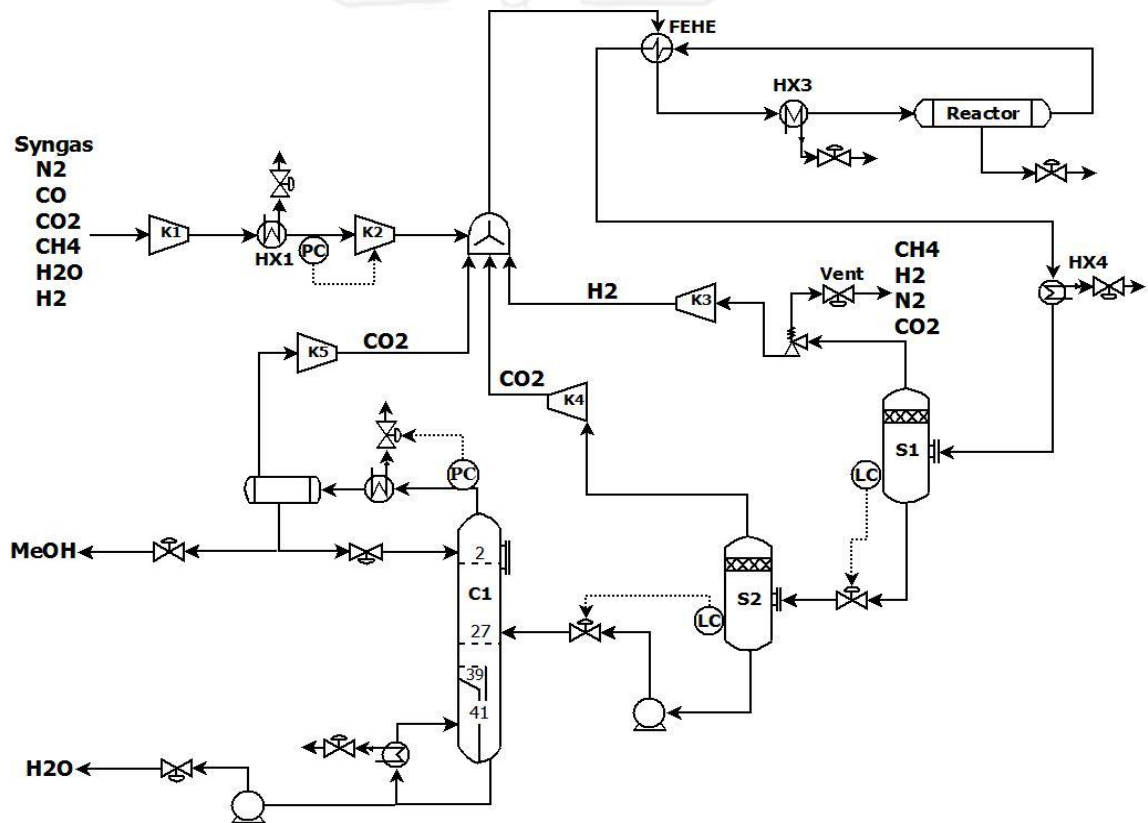 FEHE
HX3
Reactor
Syngas
N2
CO
CO2
CH4
H2O
H2
K1
HX1
PC
K2
H2
K3
Vent
CH4
H2
N2
CO2
HX4
K5
CO2
CO2
K4
S1
LC
PC
MeOH
2
C1
27
39
41
S2
LC
H2O